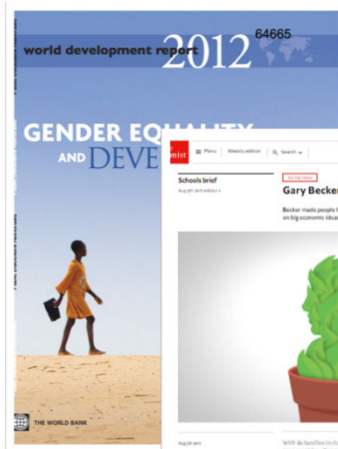 64665
world development report
2012
GENDER EQUALITY
AND DEVE
THE WORLD BANK
mist
Menu
Weekly edition
Search
Schools brief
Gary Becker
Becker made people
on big economic ideas